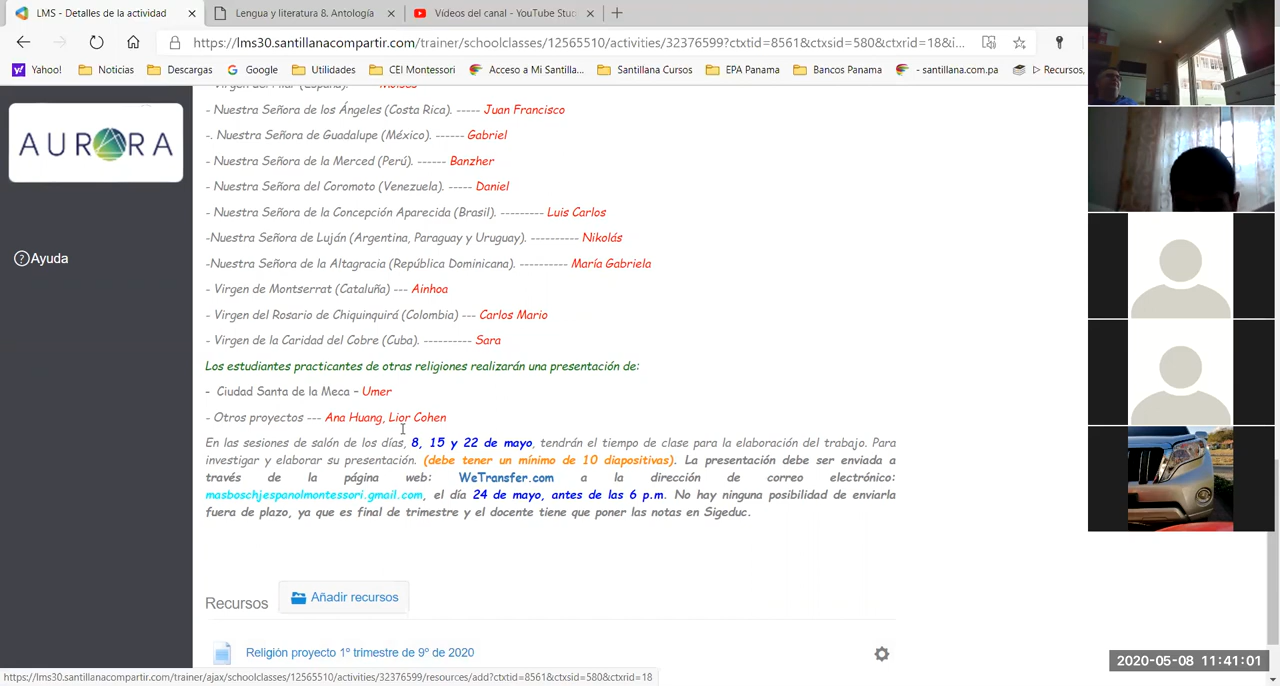 LMS - Detalles de la actividad
Lengua y literatura 8. Antología
Vídeos del canal - YouTube Stu
https://lms30.santillanacompartir.com/trainer/schoolclasses/12565510/activities/32376599?ctxtid=8561&ctxsid=580&ctxrid=18&i...
Yahoo! Noticias Descargas Google Utilidades CEI Montessori Acceso a Mi Santilla... Santillana Cursos EPA Panama Bancos Panama - santillana.com.pa Recursos,
AURORA
Ayuda
- Virgen del Pilar (España). --- Moisés
- Nuestra Señora de los Ángeles (Costa Rica). ----- Juan Francisco
-. Nuestra Señora de Guadalupe (México). ------ Gabriel
- Nuestra Señora de la Merced (Perú). ------ Banzher
- Nuestra Señora del Coromoto (Venezuela). ----- Daniel
- Nuestra Señora de la Concepción Aparecida (Brasil). --------- Luis Carlos
-Nuestra Señora de Luján (Argentina, Paraguay y Uruguay). ---------- Nikolás
-Nuestra Señora de la Altagracia (República Dominicana). ---------- María Gabriela
- Virgen de Montserrat (Cataluña) --- Ainhoa
- Virgen del Rosario de Chiquinquirá (Colombia) --- Carlos Mario
- Virgen de la Caridad del Cobre (Cuba). ---------- Sara
Los estudiantes practicantes de otras religiones realizarán una presentación de:
- Ciudad Santa de la Meca – Umer
- Otros proyectos --- Ana Huang, Lior Cohen
En las sesiones de salón de los días, 8, 15 y 22 de mayo, tendrán el tiempo de clase para la elaboración del trabajo. Para
investigar y elaborar su presentación. (debe tener un mínimo de 10 diapositivas). La presentación debe ser enviada a
través de la página web: WeTransfer.com a la dirección de correo electrónico:
masboschjespanolmontessori.gmail.com, el día 24 de mayo, antes de las 6 p.m. No hay ninguna posibilidad de enviarla
fuera de plazo, ya que es final de trimestre y el docente tiene que poner las notas en Sigeduc.
Recursos Añadir recursos
Religión proyecto 1º trimestre de 9º de 2020
https://lms30.santillanacompartir.com/trainer/ajax/schoolclasses/12565510/activities/32376599/resources/add?ctxtid=8561&ctxsid=580&ctxrid=18
2020-05-08 11:41:01